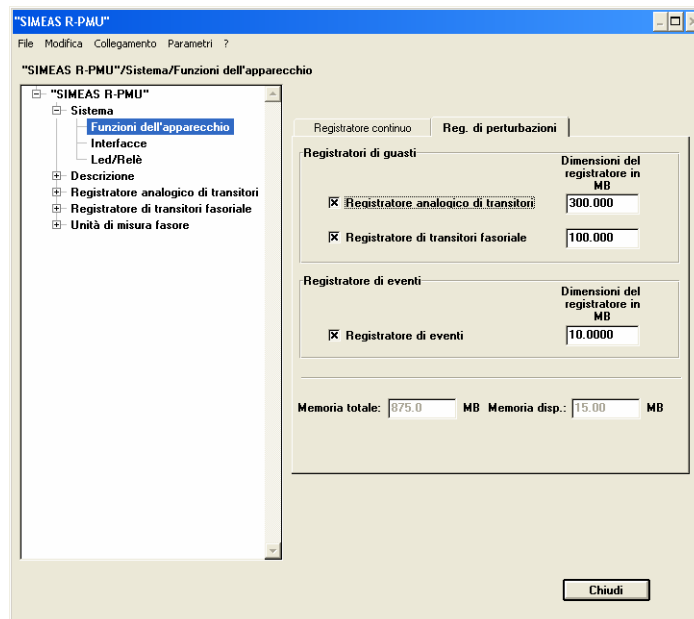 "SIMEAS R-PMU"
File Modifica Collegamento Parametri ?
"SIMEAS R-PMU"/Sistema/Funzioni dell'apparecchio
"SIMEAS R-PMU"
Sistema
Funzioni dell'apparecchio
Interfacce
Led/Relè
Descrizione
Registratore analogico di transitori
Registratore di transitori fasoriale
Unità di misura fasore
Registratore continuo Reg. di perturbazioni
Registratori di guasti
Dimensioni del
registratore in
MB
Registratore analogico di transitori 300.000
Registratore di transitori fasoriale 100.000
Registratore di eventi
Dimensioni del
registratore in
MB
Registratore di eventi 10.0000
Memoria totale: 875.0 MB Memoria disp.: 15.00 MB
Chiudi